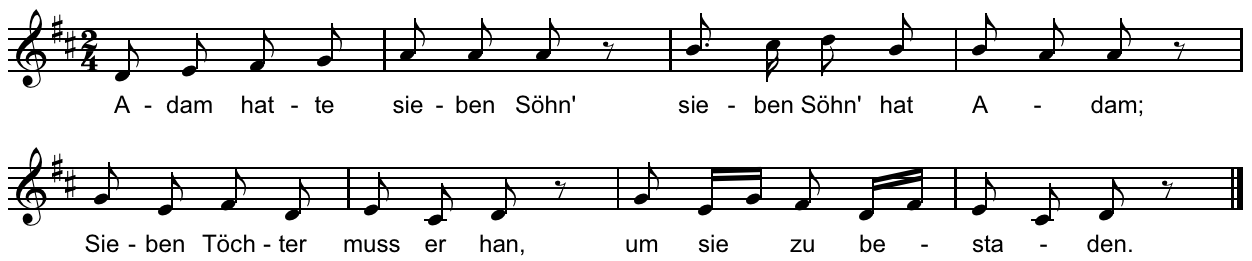 A - dam hat - te sie - ben Söhn' sie - ben Söhn' hat A - dam;
Sie - ben Töch - ter muss er han, um sie zu be - sta - den.